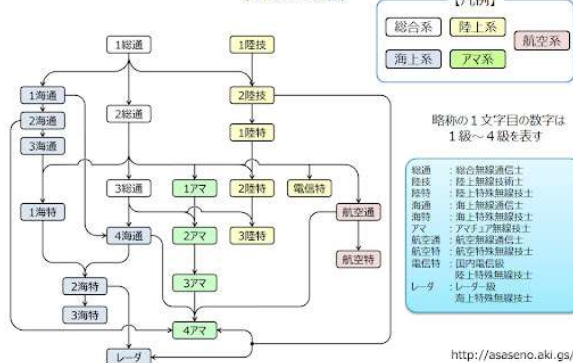 総合系
陸上系
航空系
海上系
アマ系
略称の1文字目の数字は
1級～4級を表す
1総通
1陸技
1海通
2陸技
2海通
2総通
1陸特
3海通
3総通
1アマ
2陸特
電信特
1海特
航空通
4海通
2アマ
3陸特
航空特
2海特
3アマ
3海特
4アマ
レーダ
総通 : 総合無線通信士
陸技 : 陸上無線技術士
陸特 : 陸上特殊無線技士
海通 : 海上無線通信士
海特 : 海上特殊無線技士
アマ : アマチュア無線技士
航空通 : 航空無線通信士
航空特 : 航空特殊無線技士
電信特 : 国内電信級
陸上特殊無線技士
レーダ : レーダー級
海上特殊無線技士
http://asaseno.aki.gs/